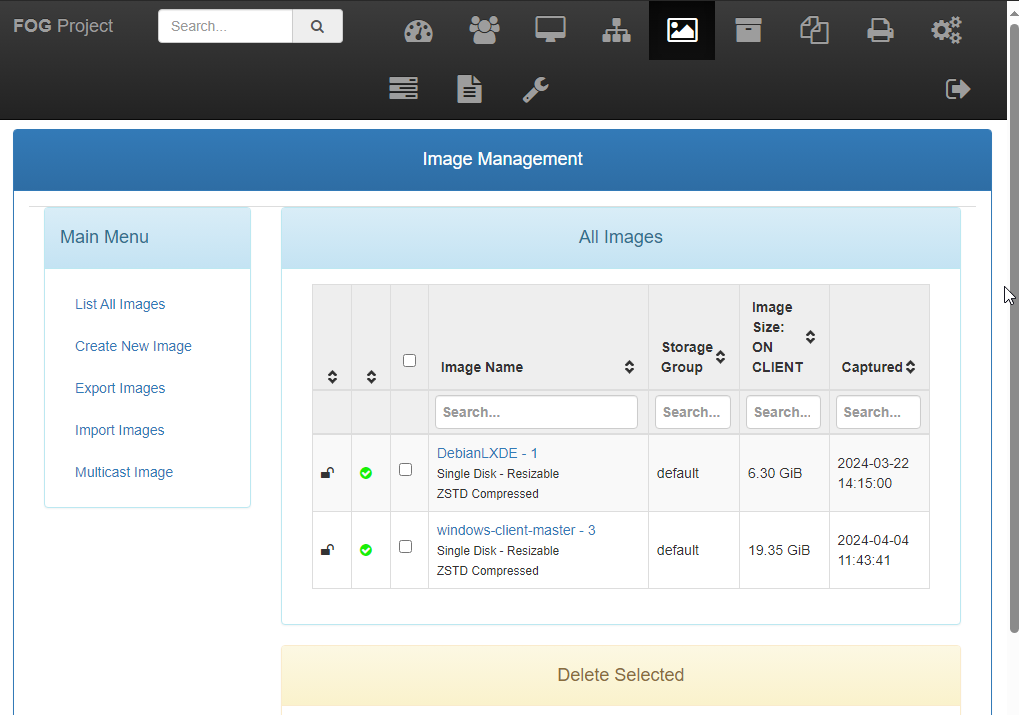 FOG Project
Search...
Image Management
Main Menu
List All Images
Create New Image
Export Images
Import Images
Multicast Image
All Images
Image Name
Storage
Group
Image
Size:
ON
CLIENT
Captured
Search...
Search...
Search...
Search...
DebianLXDE - 1
Single Disk - Resizable
ZSTD Compressed
default
6.30 GiB
2024-03-22
14:15:00
windows-client-master - 3
Single Disk - Resizable
ZSTD Compressed
default
19.35 GiB
2024-04-04
11:43:41
Delete Selected